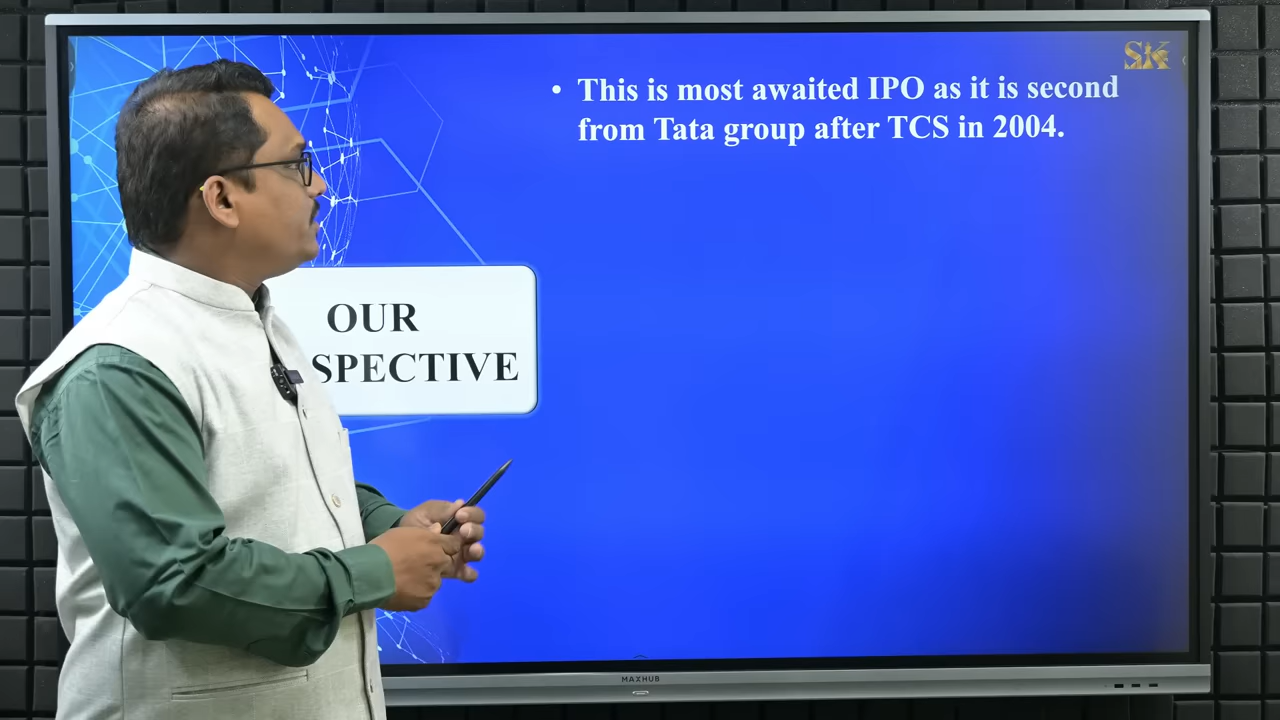 SK
• This is most awaited IPO as it is second
from Tata group after TCS in 2004.
OUR
SPECTIVE
MAXHUB